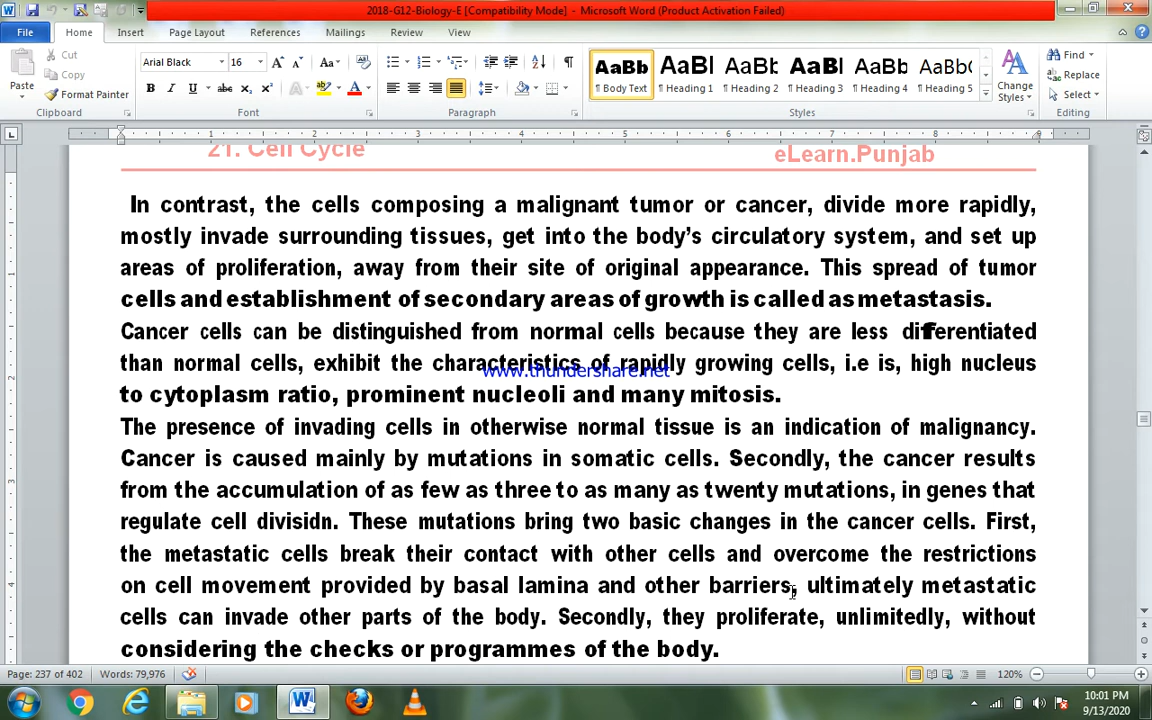 2018-G12-Biology-E [Compatibility Mode] - Microsoft Word (Product Activation Failed)
File Home Insert Page Layout References Mailings Review View
Cut
Copy
Format Painter
Paste
Clipboard
Arial Black 16
Font
Paragraph
AaBb AaBl AaBb AaBb AaBb AaBbC
¶ Body Text ¶ Heading 1 ¶ Heading 2 ¶ Heading 3 ¶ Heading 4 ¶ Heading 5
Styles
Change Styles
Find
Replace
Select
Editing
21. Cell Cycle eLearn.Punjab
In contrast, the cells composing a malignant tumor or cancer, divide more rapidly,
mostly invade surrounding tissues, get into the body’s circulatory system, and set up
areas of proliferation, away from their site of original appearance. This spread of tumor
cells and establishment of secondary areas of growth is called as metastasis.
Cancer cells can be distinguished from normal cells because they are less differentiated
than normal cells, exhibit the characteristics of rapidly growing cells, i.e is, high nucleus
www.thundershare.net
to cytoplasm ratio, prominent nucleoli and many mitosis.
The presence of invading cells in otherwise normal tissue is an indication of malignancy.
Cancer is caused mainly by mutations in somatic cells. Secondly, the cancer results
from the accumulation of as few as three to as many as twenty mutations, in genes that
regulate cell divididn. These mutations bring two basic changes in the cancer cells. First,
the metastatic cells break their contact with other cells and overcome the restrictions
on cell movement provided by basal lamina and other barriers, ultimately metastatic
cells can invade other parts of the body. Secondly, they proliferate, unlimitedly, without
considering the checks or programmes of the body.
Page: 237 of 402 Words: 79,976 120%
10:01 PM
9/13/2020